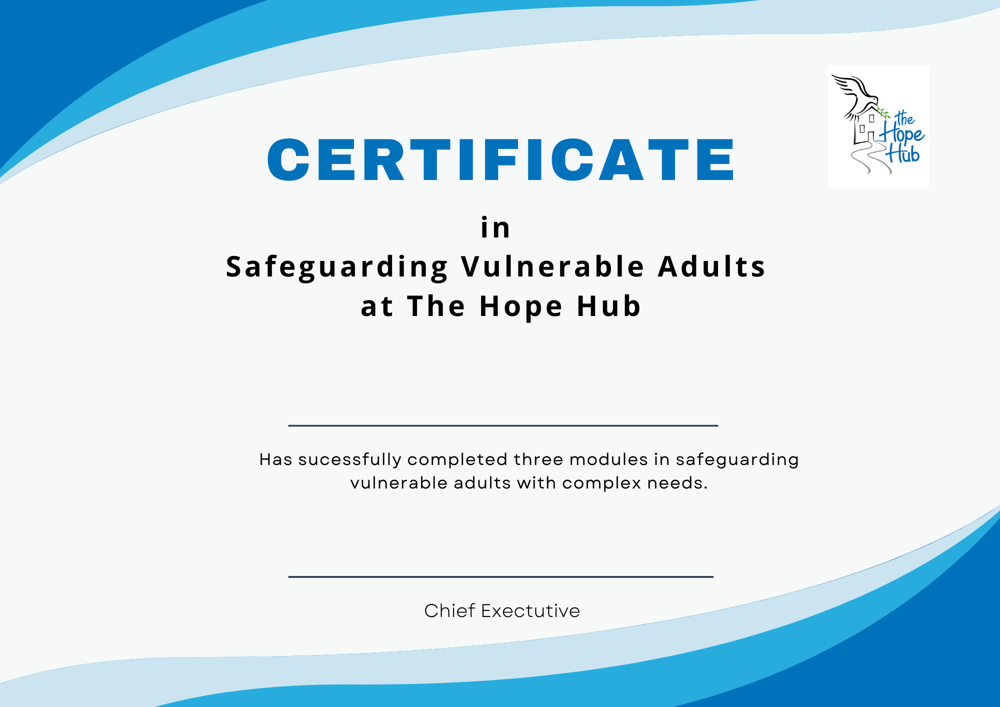 the
Hope
Hub
CERTIFICATE
in
Safeguarding Vulnerable Adults
at The Hope Hub
Has sucessfully completed three modules in safeguarding
vulnerable adults with complex needs.
Chief Exectutive